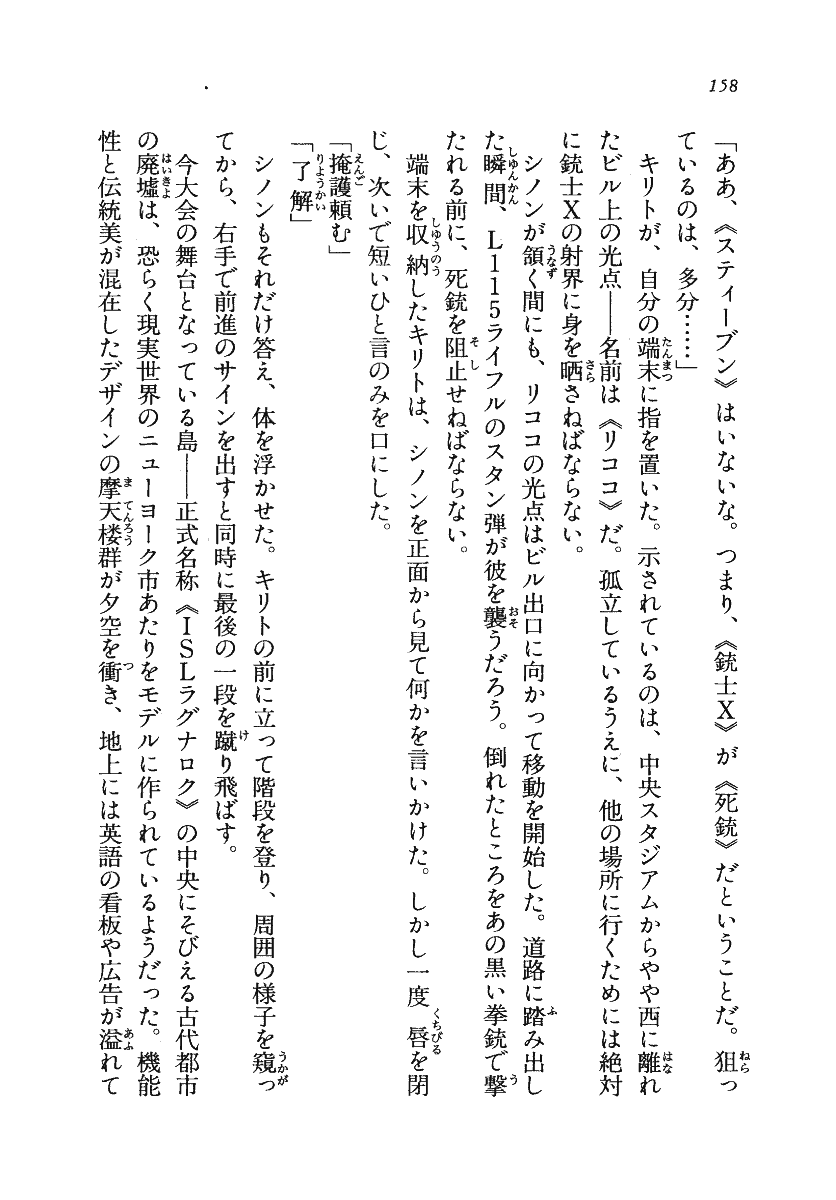 158
「ああ、《スティーブン》はいないな。つまり、《銃士X》が《死銃》だということだ。狙っ
ているのは、多分……」
　キリトが、自分の端末に指を置いた。示されているのは、中央スタジアムからやや西に離れ
たビル上の光点――名前は《リココ》だ。孤立しているうえに、他の場所に行くためには絶対
に銃士Xの射界に身を晒さねばならない。
　シノンが頷く間にも、リココの光点はビル出口に向かって移動を開始した。道路に踏み出し
た瞬間、L115ライフルのスタン弾が彼を襲うだろう。倒れたところをあの黒い拳銃で撃
たれる前に、死銃を阻止せねばならない。
　端末を収納したキリトは、シノンを正面から見て何かを言いかけた。しかし一度唇を閉
じ、次いで短いひと言のみを口にした。
「掩護頼む」
「了解」
　シノンもそれだけ答え、体を浮かせた。キリトの前に立って階段を登り、周囲の様子を窺っ
てから、右手で前進のサインを出すと同時に最後の一段を蹴り飛ばす。
　今大会の舞台となっている島――正式名称《ISLラグナロク》の中央にそびえる古代都市
の廃墟は、恐らく現実世界のニューヨーク市あたりをモデルに作られているようだった。機能
性と伝統美が混在したデザインの摩天楼群が夕空を衝き、地上には英語の看板や広告が溢れて